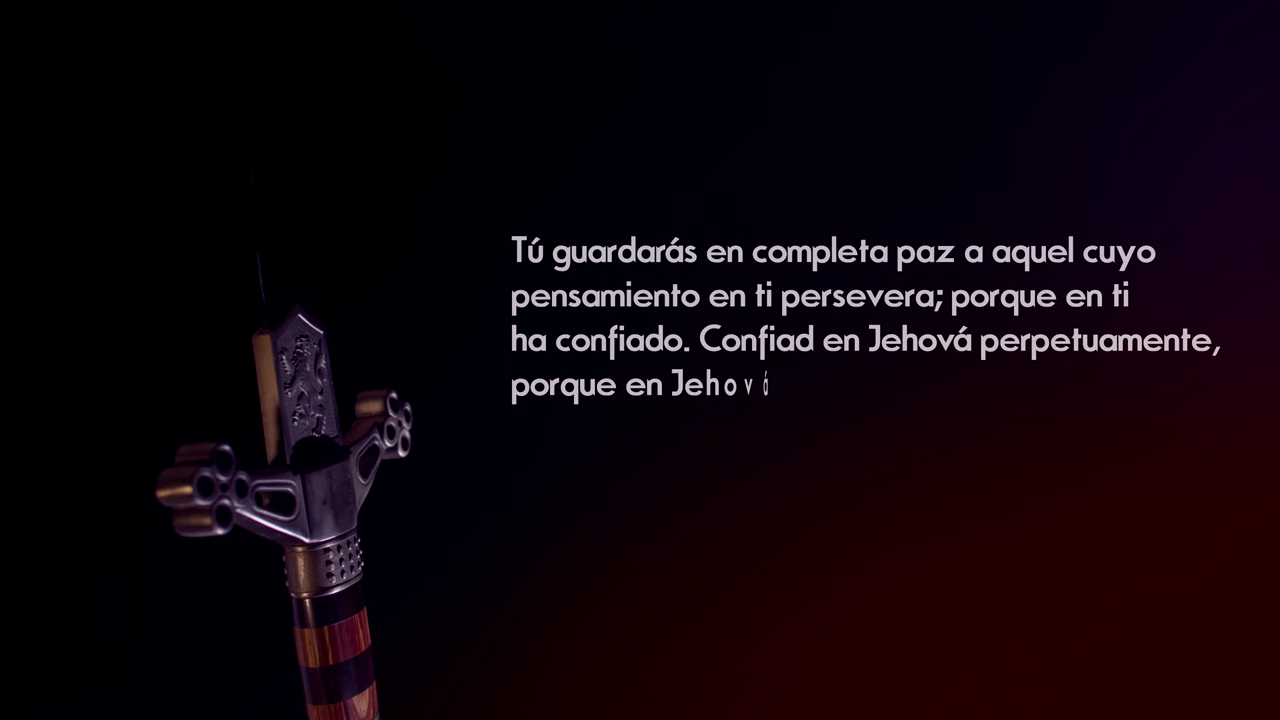 Tú guardarás en completa paz a aquel cuyo
pensamiento en ti persevera; porque en ti
ha confiado. Confiad en Jehová perpetuamente,
porque en Jehová